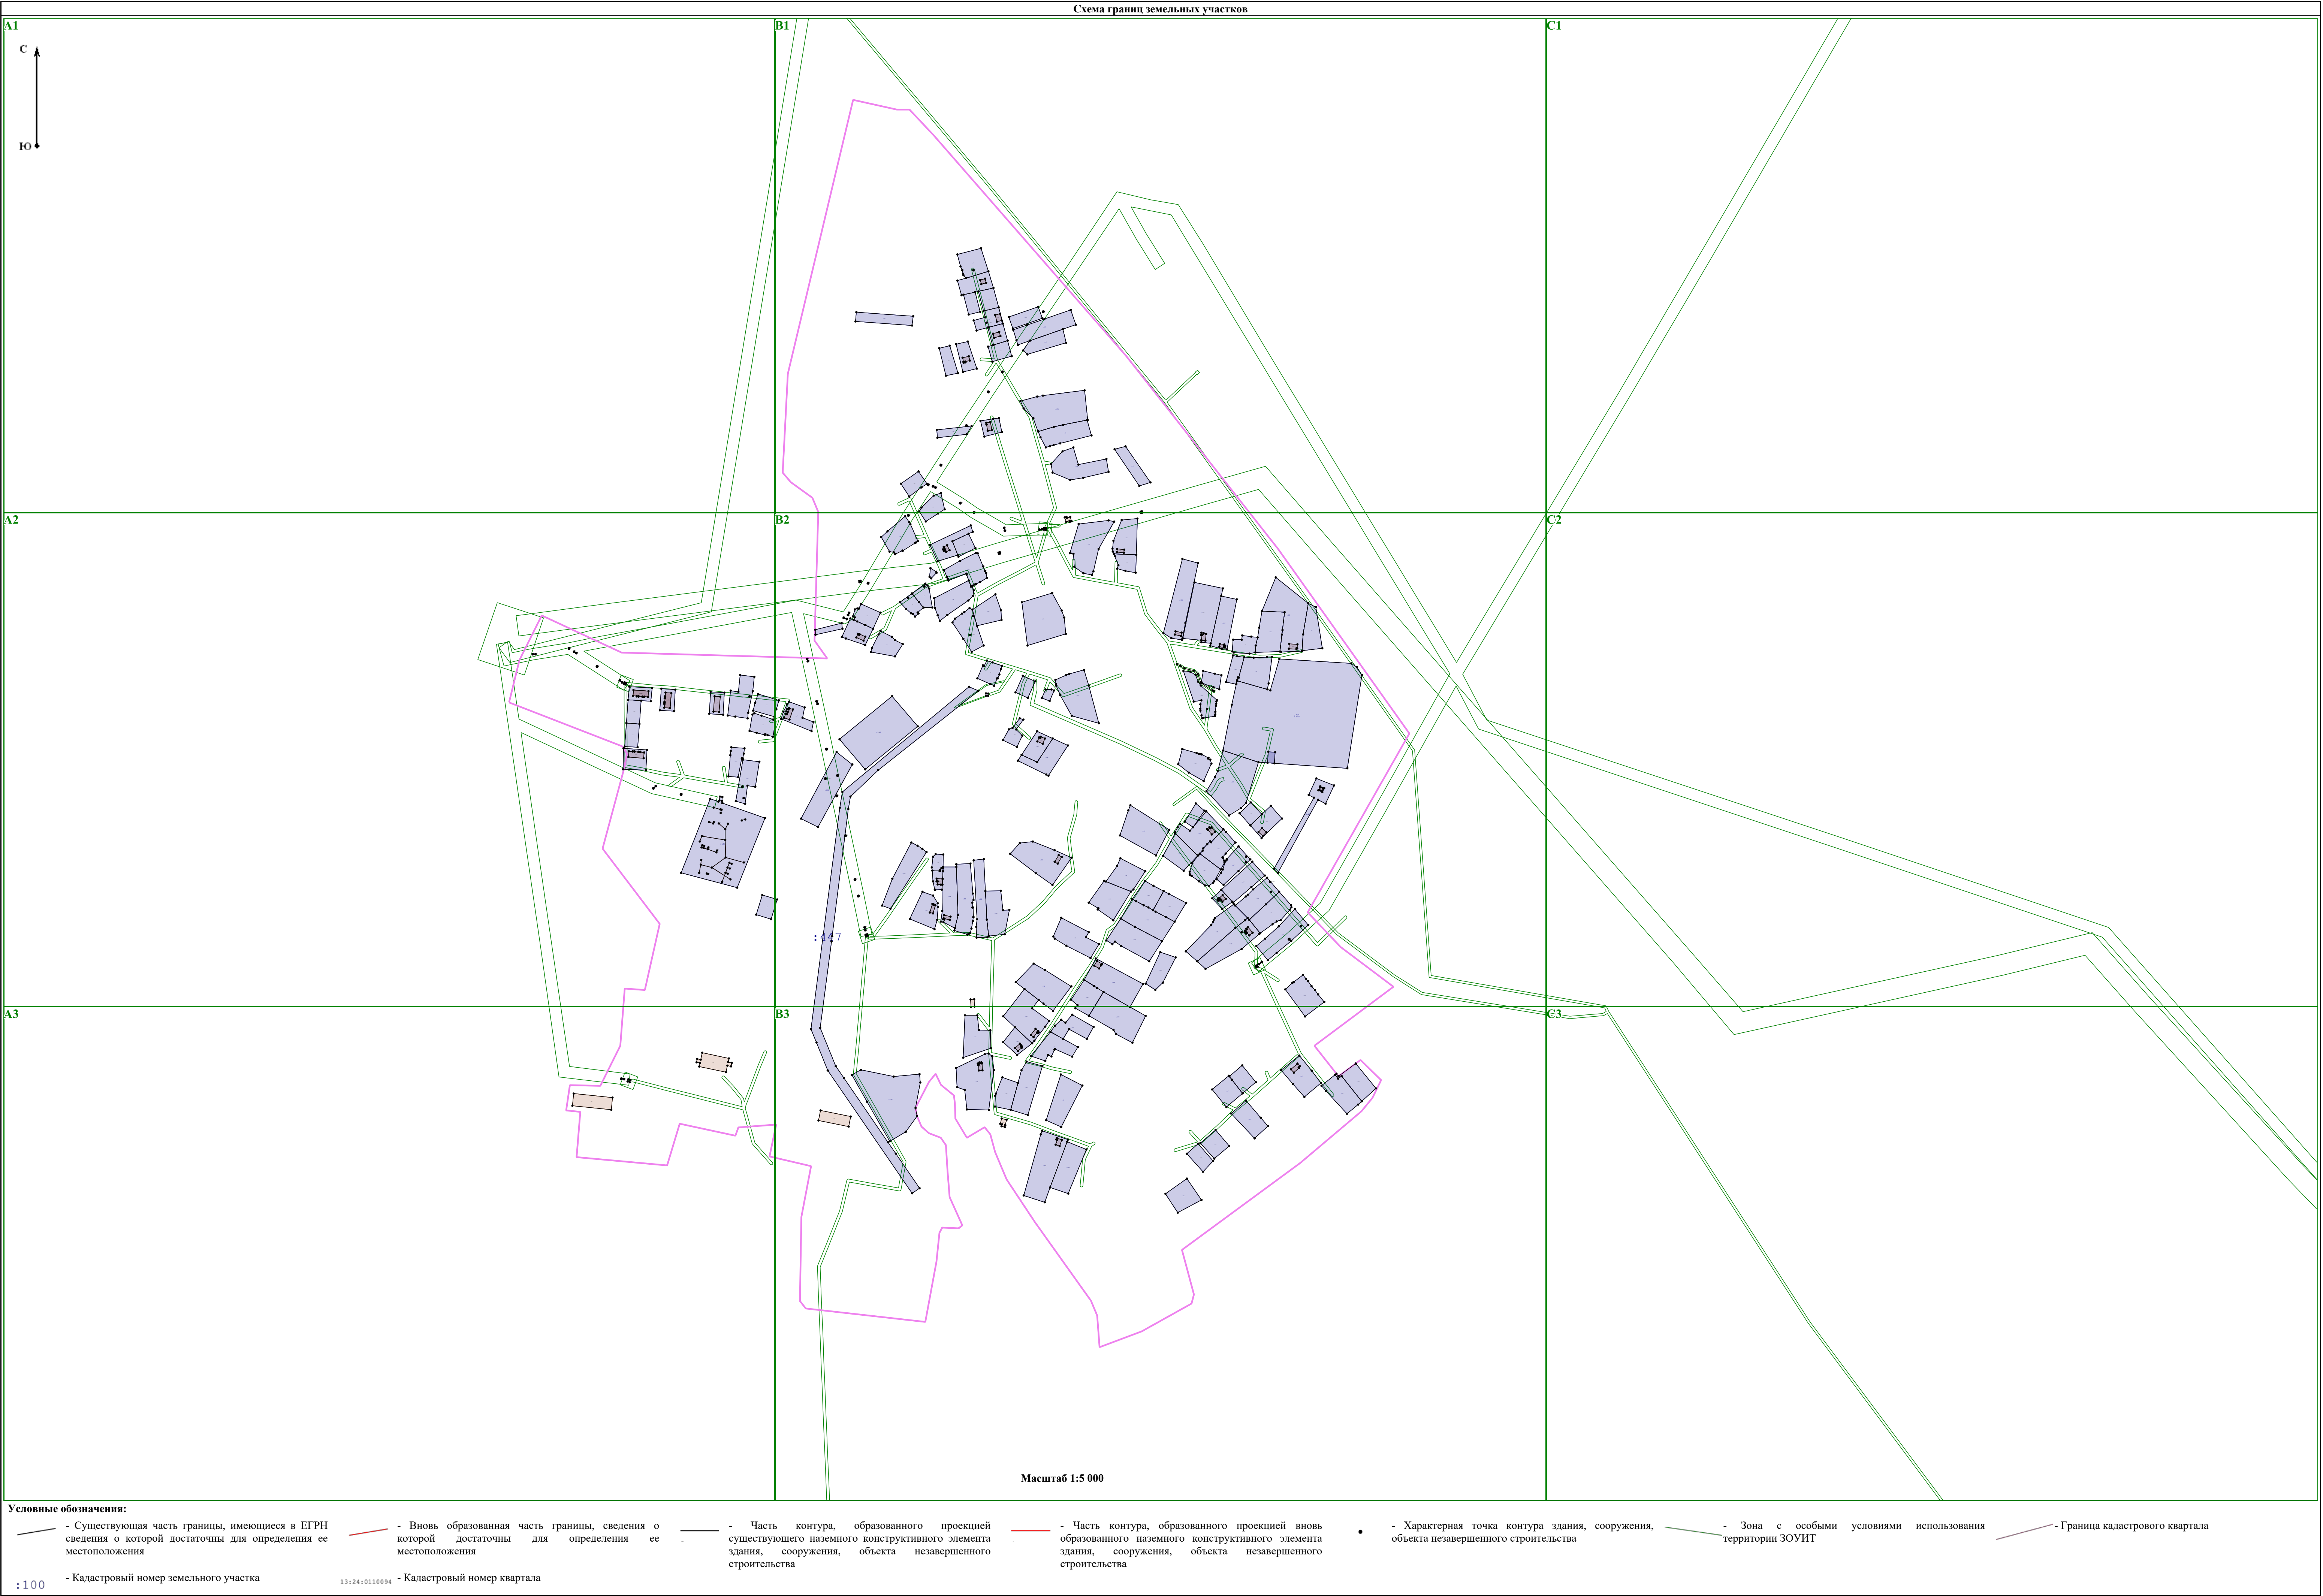 Схема границ земельных участков
A1
B1
C1
С
Ю
A2
B2
C2
:447
A3
B3
C3
Масштаб 1:5 000
Условные обозначения:
- Существующая часть границы, имеющиеся в ЕГРН
сведения о которой достаточны для определения ее
местоположения
- Вновь образованная часть границы, сведения о
которой достаточны для определения ее
местоположения
- Часть контура, образованного проекцией
существующего наземного конструктивного элемента
здания, сооружения, объекта незавершенного
строительства
- Часть контура, образованного проекцией вновь
образованного наземного конструктивного элемента
здания, сооружения, объекта незавершенного
строительства
- Характерная точка контура здания, сооружения,
объекта незавершенного строительства
- Зона с особыми условиями использования
территории ЗОУИТ
- Граница кадастрового квартала
:100
- Кадастровый номер земельного участка
13:24:0110094
- Кадастровый номер квартала